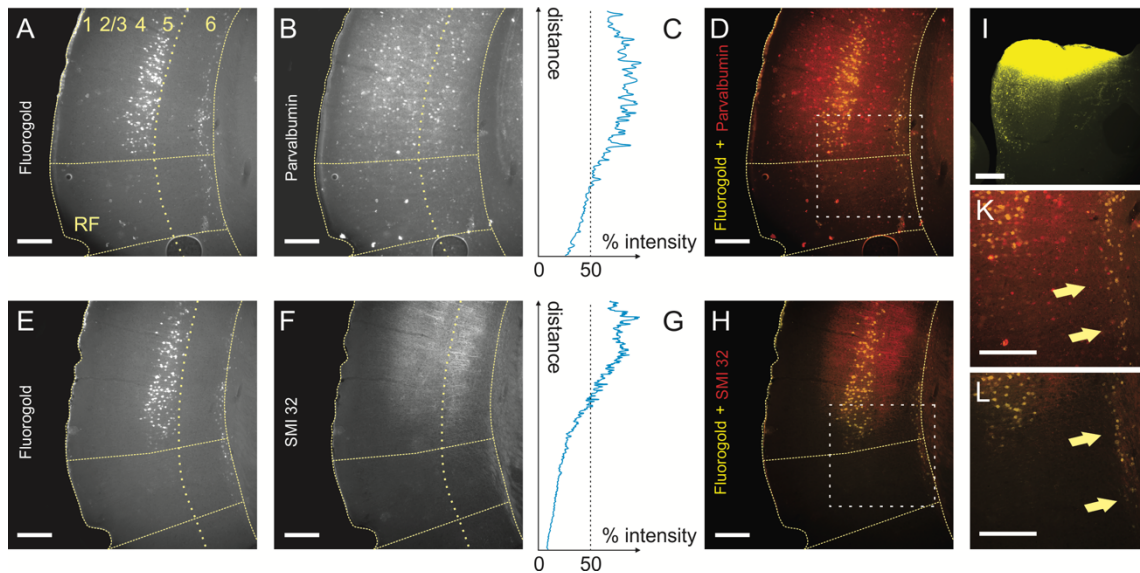 A 1 2/3 4 5 6
Fluorogold
RF
B
Parvalbumin
C
distance
% intensity
0 50
D
Fluorogold + Parvalbumin
I
K
E
Fluorogold
F
SMI 32
G
distance
% intensity
0 50
H
Fluorogold + SMI 32
L